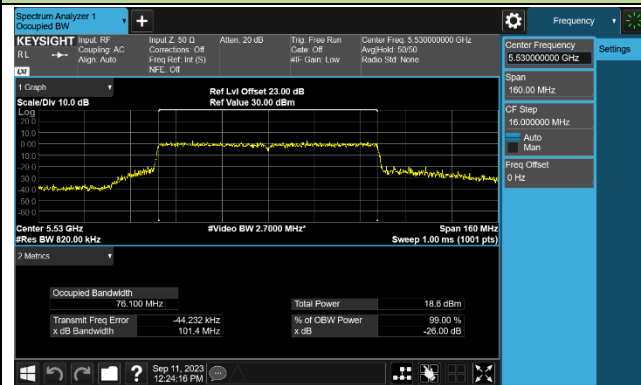 Spectrum Analyzer 1
Occupied BW
Frequency
KEYSIGHT
RL
LXI
Input: RF
Coupling: AC
Align: Auto
Input Z: 50 Ω
Corrections: Off
Freq Ref: Int (S)
NFE: Off
Atten: 20 dB
Trig: Free Run
Gate: Off
#IF Gain: Low
Center Freq: 5.530000000 GHz
Avg|Hold: 50/50
Radio Std: None
Center Frequency
5.530000000 GHz
Settings
Span
160.00 MHz
CF Step
16.000000 MHz
Auto
Man
Freq Offset
0 Hz
1 Graph
Scale/Div 10.0 dB
Ref Lvl Offset 23.00 dB
Ref Value 30.00 dBm
Log
20.0
10.0
0.00
-10.0
-20.0
-30.0
-40.0
-50.0
-60.0
Center 5.53 GHz
#Res BW 820.00 kHz
#Video BW 2.7000 MHz*
Span 160 MHz
Sweep 1.00 ms (1001 pts)
2 Metrics
Occupied Bandwidth
76.100 MHz
Total Power 18.6 dBm
Transmit Freq Error -44.232 kHz
% of OBW Power 99.00 %
x dB Bandwidth 101.4 MHz
x dB -26.00 dB
Sep 11, 2023
12:24:16 PM